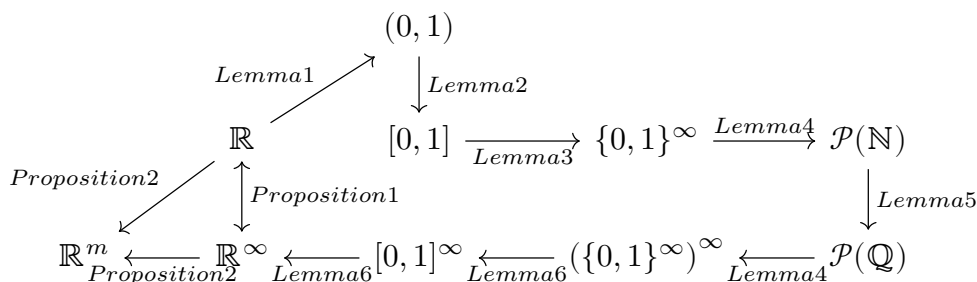 (0, 1)
Lemma1
Lemma2
ℝ [0, 1] {0, 1}^∞ 𝒫(ℕ)
Lemma3
Lemma4
Proposition2
Proposition1
Lemma5
ℝ^m ℝ^∞ [0, 1]^∞ ({0, 1}^∞)^∞ 𝒫(ℚ)
Proposition2 Lemma6 Lemma6 Lemma4